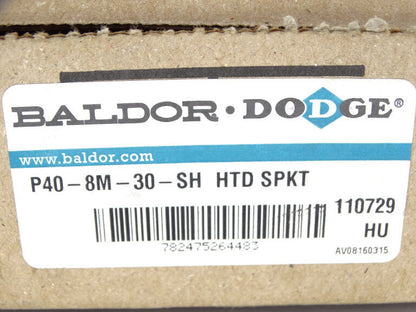 BALDOR · DODGE®
www.baldor.com
P40-8M-30-SH HTD SPKT
110729
HU
782475264483
AV08160315